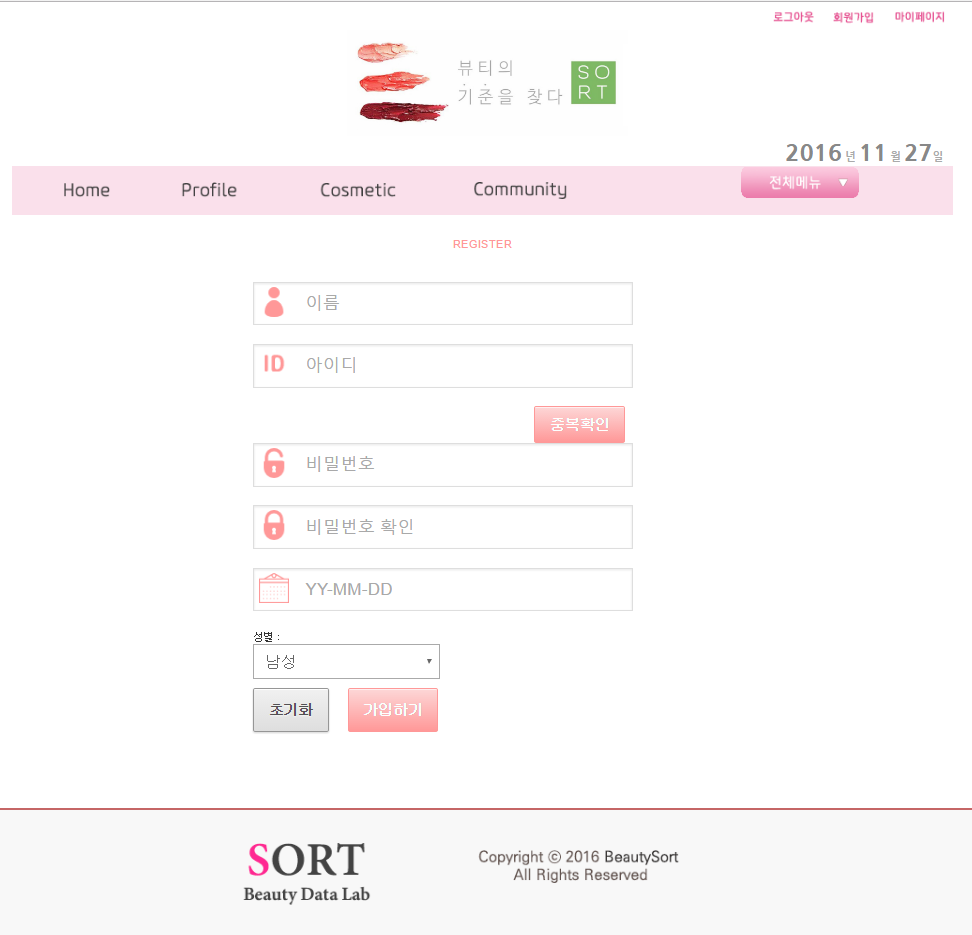 로그아웃 회원가입 마이페이지
뷰티의
기준을 찾다
SO
RT
2016년 11월 27일
Home Profile Cosmetic Community 전체메뉴 ▼
REGISTER
이름
ID 아이디
중복확인
비밀번호
비밀번호 확인
YY-MM-DD
성별 :
남성
초기화 가입하기
SORT
Beauty Data Lab
Copyright ⓒ 2016 BeautySort
All Rights Reserved